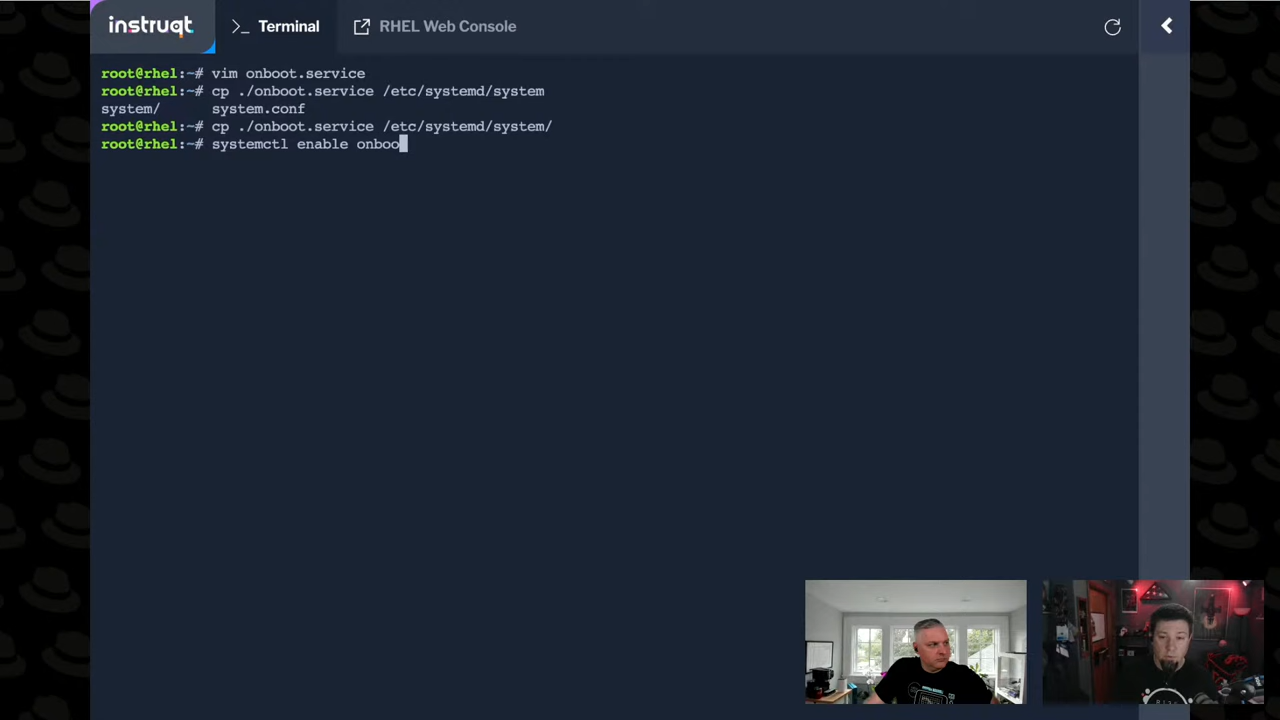 instruqt
>_ Terminal
RHEL Web Console
root@rhel:~# vim onboot.service
root@rhel:~# cp ./onboot.service /etc/systemd/system
system/      system.conf
root@rhel:~# cp ./onboot.service /etc/systemd/system/
root@rhel:~# systemctl enable onboo